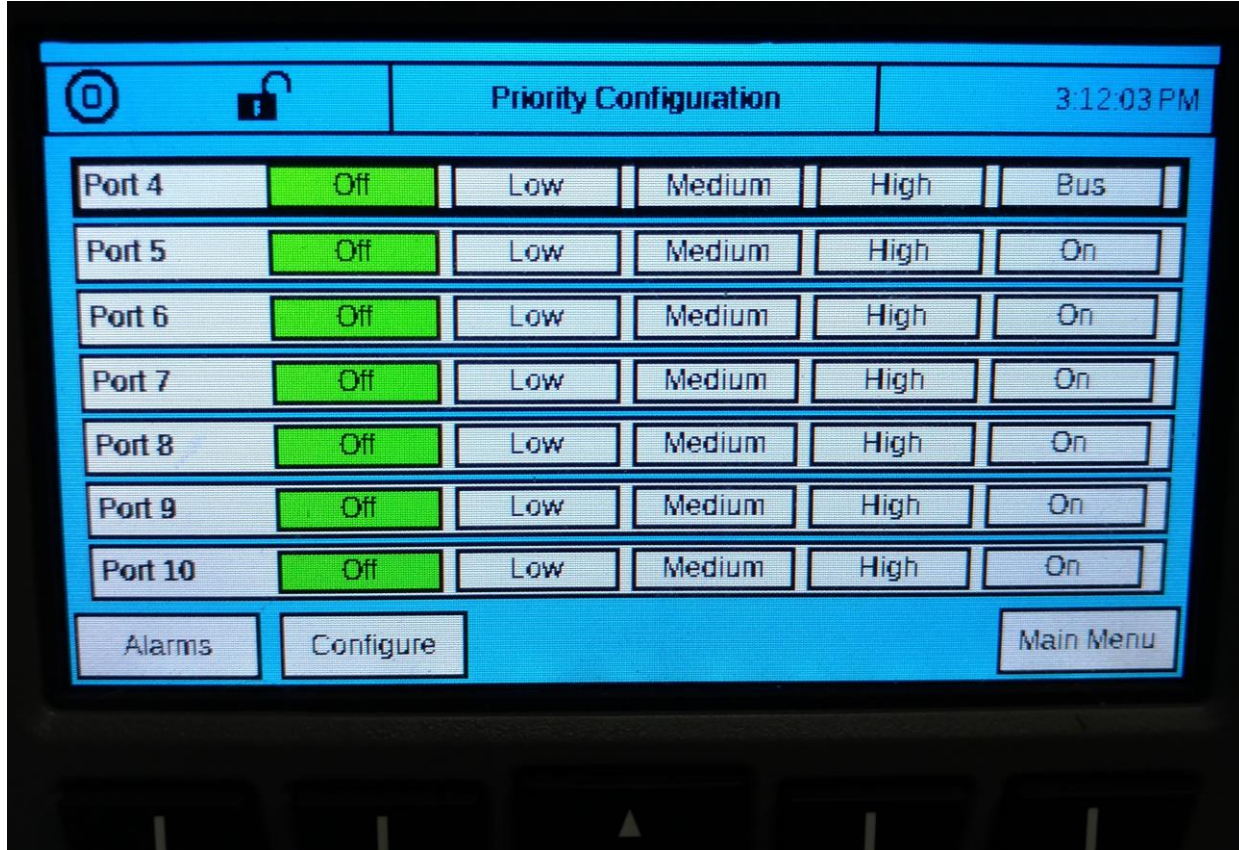 0 Priority Configuration 3:12:03 PM
Port 4 Off Low Medium High Bus
Port 5 Off Low Medium High On
Port 6 Off Low Medium High On
Port 7 Off Low Medium High On
Port 8 Off Low Medium High On
Port 9 Off Low Medium High On
Port 10 Off Low Medium High On
Alarms Configure Main Menu